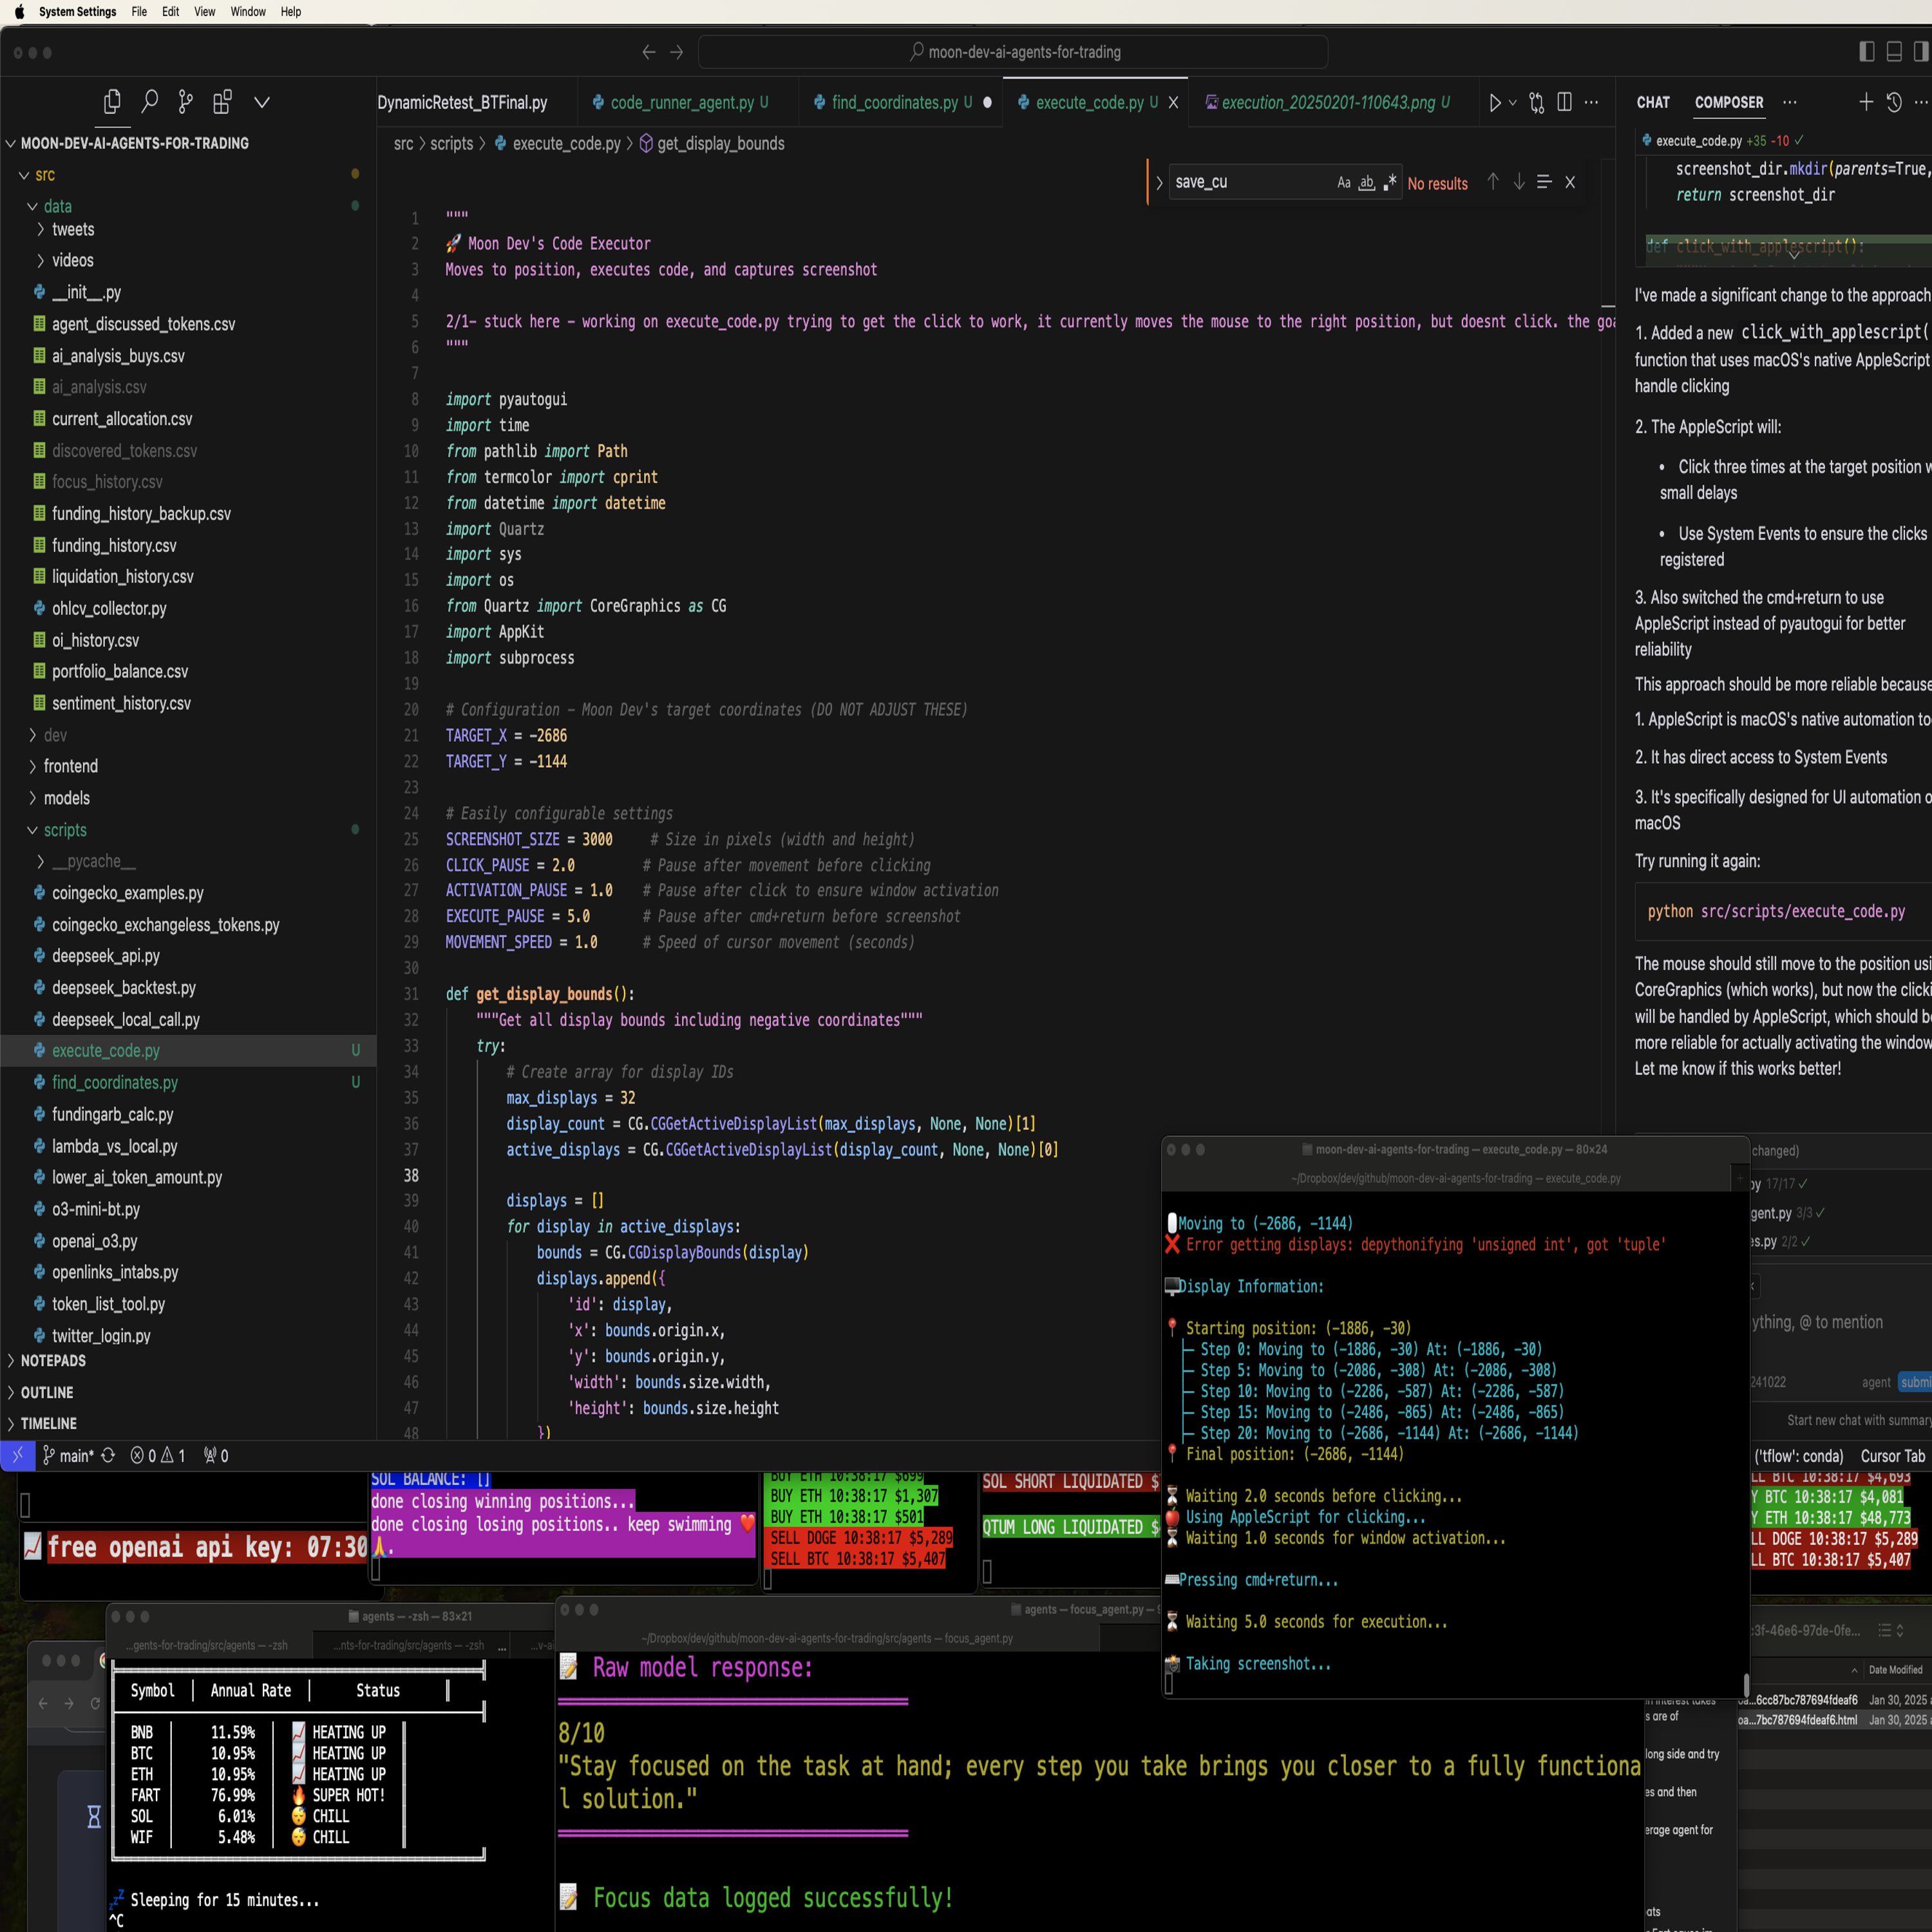 System Settings File Edit View Window Help
moon-dev-ai-agents-for-trading
DynamicRetest_BTFinal.py
code_runner_agent.py U
find_coordinates.py U
execute_code.py U
execution_20250201-110643.png U
src > scripts > execute_code.py > get_display_bounds
save_cu
Aa ab No results
MOON-DEV-AI-AGENTS-FOR-TRADING
src
data
tweets
videos
__init__.py
agent_discussed_tokens.csv
ai_analysis_buys.csv
ai_analysis.csv
current_allocation.csv
discovered_tokens.csv
focus_history.csv
funding_history_backup.csv
funding_history.csv
liquidation_history.csv
ohlcv_collector.py
oi_history.csv
portfolio_balance.csv
sentiment_history.csv
dev
frontend
models
scripts
__pycache__
coingecko_examples.py
coingecko_exchangeless_tokens.py
deepseek_api.py
deepseek_backtest.py
deepseek_local_call.py
execute_code.py U
find_coordinates.py U
fundingarb_calc.py
lambda_vs_local.py
lower_ai_token_amount.py
o3-mini-bt.py
openai_o3.py
openlinks_intabs.py
token_list_tool.py
twitter_login.py
NOTEPADS
OUTLINE
TIMELINE
main* 0 1 0
1 """
2 🚀 Moon Dev's Code Executor
3 Moves to position, executes code, and captures screenshot
4
5 2/1- stuck here - working on execute_code.py trying to get the click to work, it currently moves the mouse to the right position, but doesnt click. the goa
6 """
7
8 import pyautogui
9 import time
10 from pathlib import Path
11 from termcolor import cprint
12 from datetime import datetime
13 import Quartz
14 import sys
15 import os
16 from Quartz import CoreGraphics as CG
17 import AppKit
18 import subprocess
19
20 # Configuration - Moon Dev's target coordinates (DO NOT ADJUST THESE)
21 TARGET_X = -2686
22 TARGET_Y = -1144
23
24 # Easily configurable settings
25 SCREENSHOT_SIZE = 3000 # Size in pixels (width and height)
26 CLICK_PAUSE = 2.0 # Pause after movement before clicking
27 ACTIVATION_PAUSE = 1.0 # Pause after click to ensure window activation
28 EXECUTE_PAUSE = 5.0 # Pause after cmd+return before screenshot
29 MOVEMENT_SPEED = 1.0 # Speed of cursor movement (seconds)
30
31 def get_display_bounds():
32 """Get all display bounds including negative coordinates"""
33 try:
34 # Create array for display IDs
35 max_displays = 32
36 display_count = CG.CGGetActiveDisplayList(max_displays, None, None)[1]
37 active_displays = CG.CGGetActiveDisplayList(display_count, None, None)[0]
38
39 displays = []
40 for display in active_displays:
41 bounds = CG.CGDisplayBounds(display)
42 displays.append({
43 'id': display,
44 'x': bounds.origin.x,
45 'y': bounds.origin.y,
46 'width': bounds.size.width,
47 'height': bounds.size.height
48 })
CHAT COMPOSER
execute_code.py +35 -10
screenshot_dir.mkdir(parents=True,
return screenshot_dir
def click_with_applescript():
I've made a significant change to the approach
1. Added a new click_with_applescript(
function that uses macOS's native AppleScript
handle clicking
2. The AppleScript will:
• Click three times at the target position w
small delays
• Use System Events to ensure the clicks
registered
3. Also switched the cmd+return to use
AppleScript instead of pyautogui for better
reliability
This approach should be more reliable because
1. AppleScript is macOS's native automation to
2. It has direct access to System Events
3. It's specifically designed for UI automation o
macOS
Try running it again:
python src/scripts/execute_code.py
The mouse should still move to the position usi
CoreGraphics (which works), but now the clicki
will be handled by AppleScript, which should b
more reliable for actually activating the window
Let me know if this works better!
changed)
py 17/17
gent.py 3/3
es.py 2/2
ything, @ to mention
241022 agent submi
Start new chat with summary
('tflow': conda) Cursor Tab
moon-dev-ai-agents-for-trading — execute_code.py — 80×24
~/Dropbox/dev/github/moon-dev-ai-agents-for-trading — execute_code.py
Moving to (-2686, -1144)
❌ Error getting displays: depythonifying 'unsigned int', got 'tuple'
Display Information:
📍 Starting position: (-1886, -30)
├─ Step 0: Moving to (-1886, -30) At: (-1886, -30)
├─ Step 5: Moving to (-2086, -308) At: (-2086, -308)
├─ Step 10: Moving to (-2286, -587) At: (-2286, -587)
├─ Step 15: Moving to (-2486, -865) At: (-2486, -865)
├─ Step 20: Moving to (-2686, -1144) At: (-2686, -1144)
📍 Final position: (-2686, -1144)
⏳ Waiting 2.0 seconds before clicking...
🍎 Using AppleScript for clicking...
⏳ Waiting 1.0 seconds for window activation...
Pressing cmd+return...
⏳ Waiting 5.0 seconds for execution...
📸 Taking screenshot...
free openai api key: 07:30
SOL BALANCE: []
done closing winning positions...
done closing losing positions.. keep swimming ❤️
🙏.
BUY ETH 10:38:17 $699
BUY ETH 10:38:17 $1,307
BUY ETH 10:38:17 $501
SELL DOGE 10:38:17 $5,289
SELL BTC 10:38:17 $5,407
SOL SHORT LIQUIDATED $
QTUM LONG LIQUIDATED $
LL BTC 10:38:17 $4,693
Y BTC 10:38:17 $4,081
Y ETH 10:38:17 $48,773
LL DOGE 10:38:17 $5,289
LL BTC 10:38:17 $5,407
agents — -zsh — 83×21
...gents-for-trading/src/agents — -zsh ...nts-for-trading/src/agents — -zsh ... ...v-ai
Symbol Annual Rate Status
BNB 11.59% 📈 HEATING UP
BTC 10.95% 📈 HEATING UP
ETH 10.95% 📈 HEATING UP
FART 76.99% 🔥 SUPER HOT!
SOL 6.01% 😴 CHILL
WIF 5.48% 😴 CHILL
💤 Sleeping for 15 minutes...
^C
agents — focus_agent.py — 9
~/Dropbox/dev/github/moon-dev-ai-agents-for-trading/src/agents — focus_agent.py
📝 Raw model response:
8/10
"Stay focused on the task at hand; every step you take brings you closer to a fully functiona
l solution."
📝 Focus data logged successfully!
:3f-46e6-97de-0fe...
Date Modified
oa...6cc87bc787694fdeaf6 Jan 30, 2025
oa...7bc787694fdeaf6.html Jan 30, 2025
s are of
long side and try
es and then
erage agent for
ats